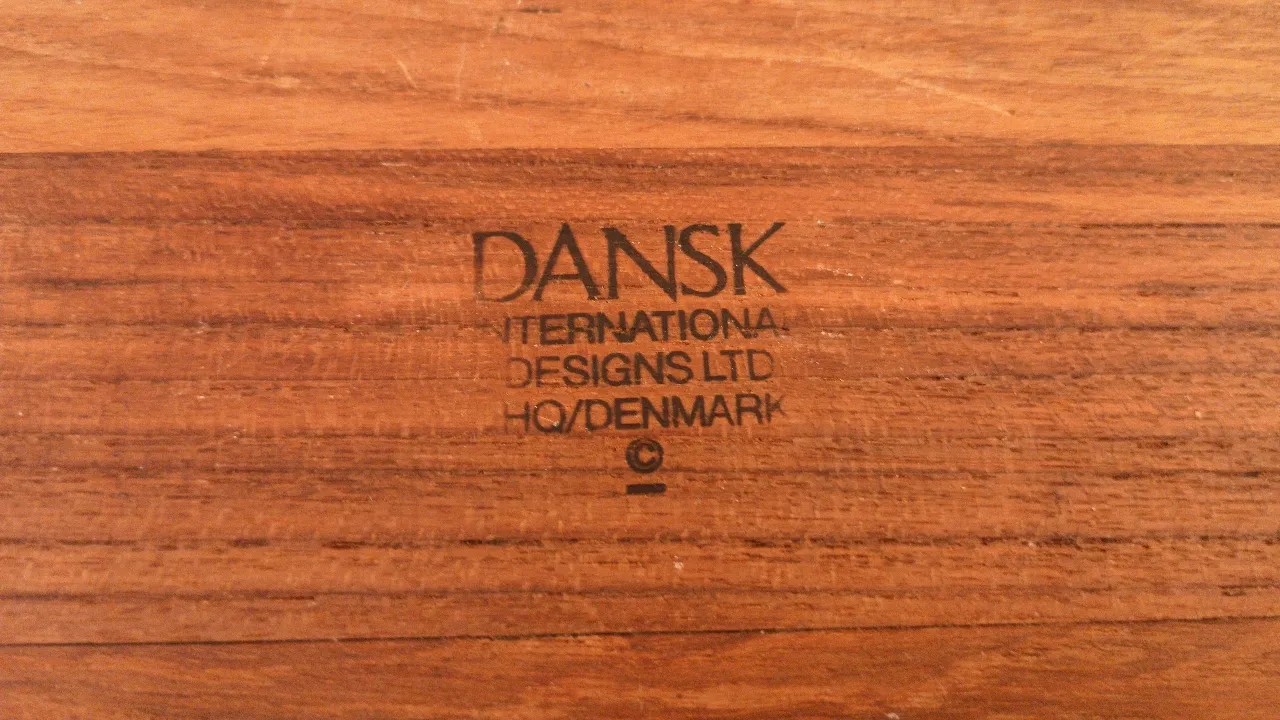 DANSK
INTERNATIONAL
DESIGNS LTD
HQ/DENMARK
©